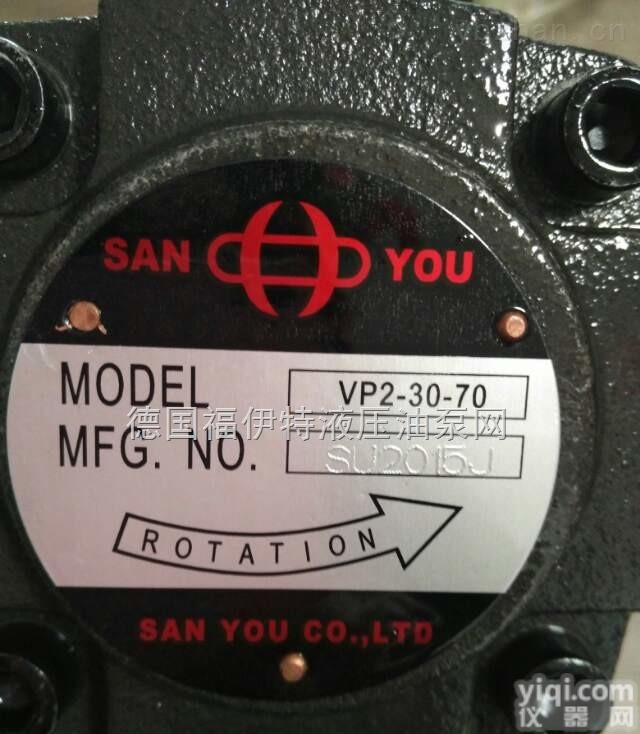 SAN YOU
MODEL VP2-30-70
德国福伊特液压油泵网
MFG. NO. SU2015J
ROTATION
SAN YOU CO.,LTD
yiqi.com
仪器网